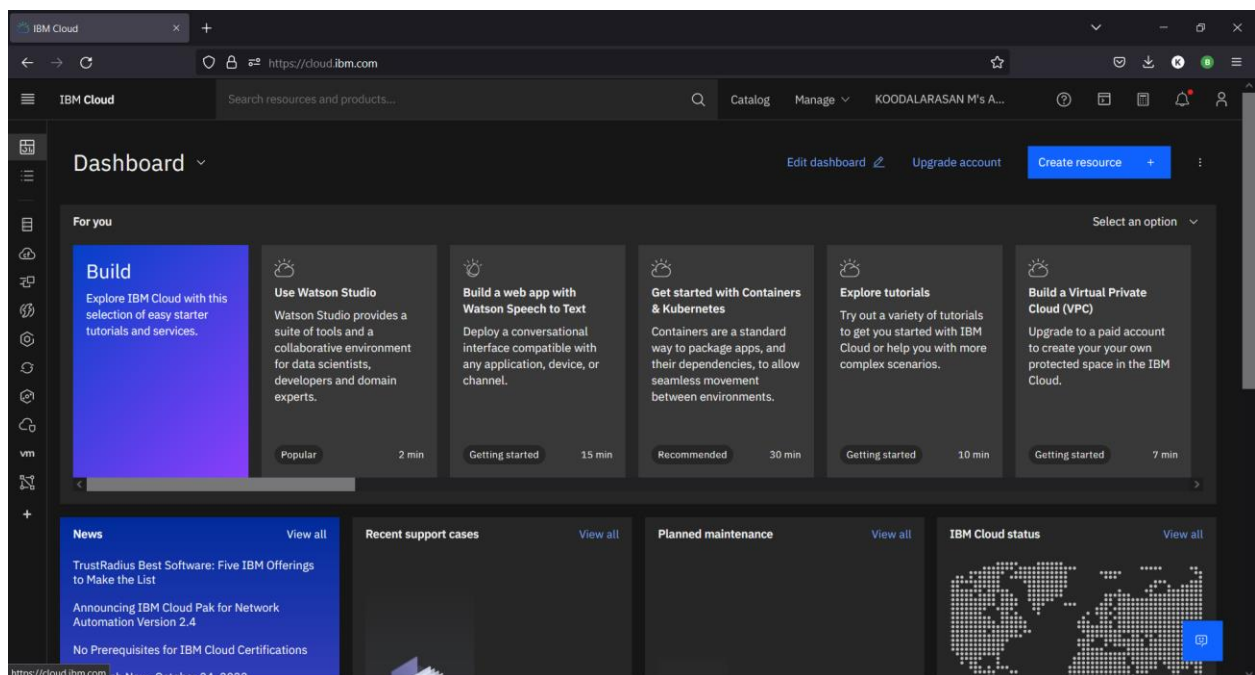 IBM Cloud
https://cloud.ibm.com
K
B
IBM Cloud
Search resources and products...
Catalog
Manage
KOODALARASAN M's A...
Dashboard
Edit dashboard
Upgrade account
Create resource +
For you
Select an option
Build
Explore IBM Cloud with this
selection of easy starter
tutorials and services.
Use Watson Studio
Watson Studio provides a
suite of tools and a
collaborative environment
for data scientists,
developers and domain
experts.
Popular
2 min
Build a web app with
Watson Speech to Text
Deploy a conversational
interface compatible with
any application, device, or
channel.
Getting started
15 min
Get started with Containers
& Kubernetes
Containers are a standard
way to package apps, and
their dependencies, to allow
seamless movement
between environments.
Recommended
30 min
Explore tutorials
Try out a variety of tutorials
to get you started with IBM
Cloud or help you with more
complex scenarios.
Getting started
10 min
Build a Virtual Private
Cloud (VPC)
Upgrade to a paid account
to create your your own
protected space in the IBM
Cloud.
Getting started
7 min
vm
News
View all
TrustRadius Best Software: Five IBM Offerings
to Make the List
Announcing IBM Cloud Pak for Network
Automation Version 2.4
No Prerequisites for IBM Cloud Certifications
Recent support cases
View all
Planned maintenance
View all
IBM Cloud status
View all
https://cloud.ibm.com